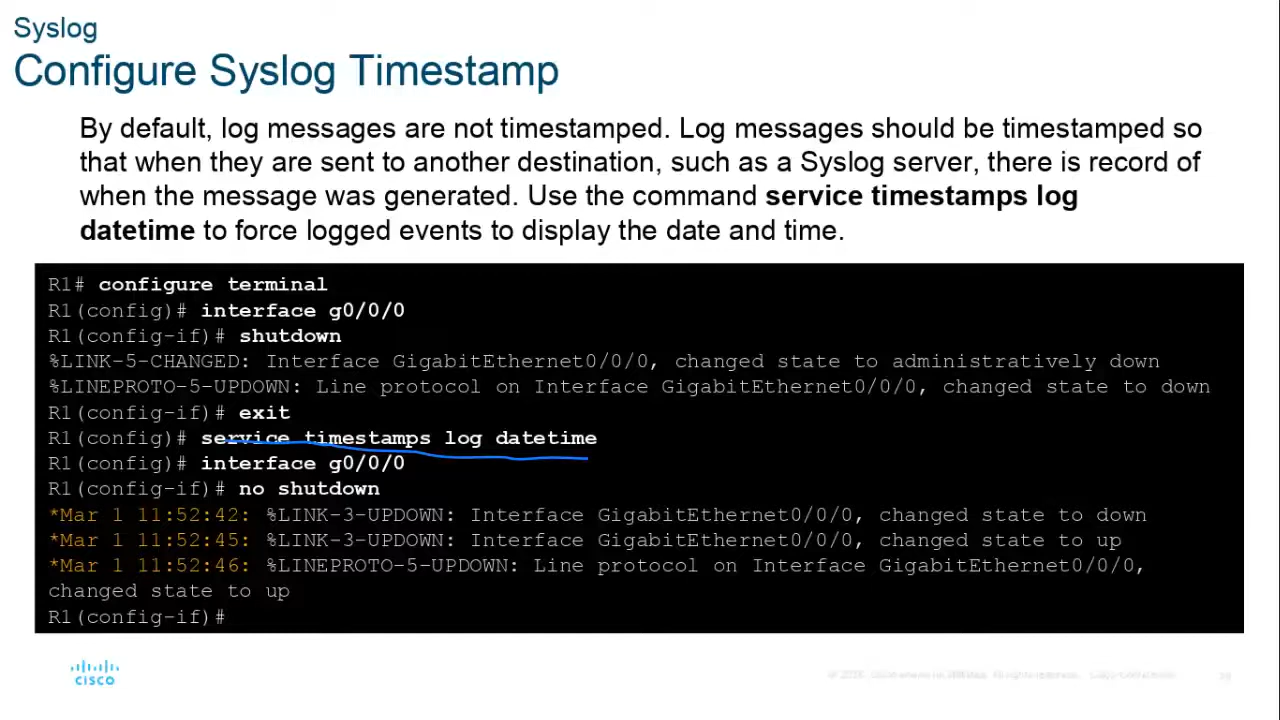 Syslog
Configure Syslog Timestamp
By default, log messages are not timestamped. Log messages should be timestamped so
that when they are sent to another destination, such as a Syslog server, there is record of
when the message was generated. Use the command service timestamps log
datetime to force logged events to display the date and time.
R1# configure terminal
R1(config)# interface g0/0/0
R1(config-if)# shutdown
%LINK-5-CHANGED: Interface GigabitEthernet0/0/0, changed state to administratively down
%LINEPROTO-5-UPDOWN: Line protocol on Interface GigabitEthernet0/0/0, changed state to down
R1(config-if)# exit
R1(config)# service timestamps log datetime
R1(config)# interface g0/0/0
R1(config-if)# no shutdown
*Mar 1 11:52:42: %LINK-3-UPDOWN: Interface GigabitEthernet0/0/0, changed state to down
*Mar 1 11:52:45: %LINK-3-UPDOWN: Interface GigabitEthernet0/0/0, changed state to up
*Mar 1 11:52:46: %LINEPROTO-5-UPDOWN: Line protocol on Interface GigabitEthernet0/0/0,
changed state to up
R1(config-if)#
CISCO